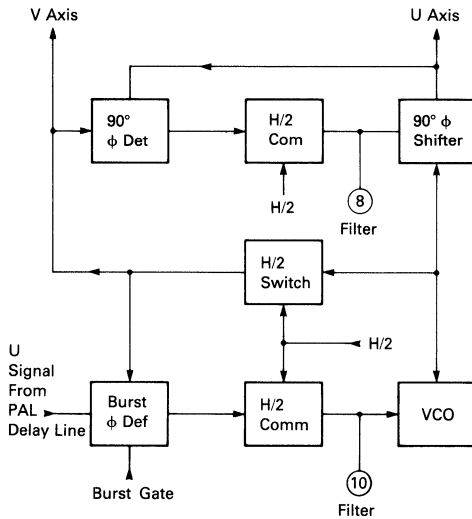 V Axis
U Axis
90°
ϕ Det
H/2
Com
90° ϕ
Shifter
H/2
8
Filter
H/2
Switch
H/2
U
Signal
From
PAL
Delay Line
Burst
ϕ Def
H/2
Comm
VCO
Burst Gate
10
Filter